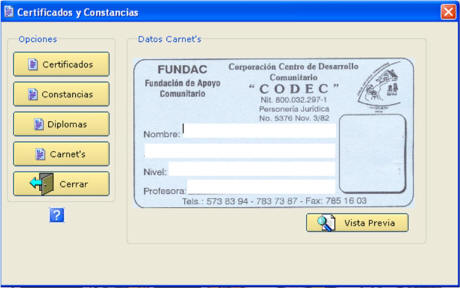 Certificados y Constancias
Opciones
Certificados
Constancias
Diplomas
Carnet's
Cerrar
?
Datos Carnet's
FUNDAC
Fundación de Apoyo
Comunitario
Corporación Centro de Desarrollo
Comunitario
"CODEC"
Nit. 800.032.297-1
Personería Jurídica
No. 5376 Nov. 3/82
Nombre:
Nivel:
Profesora:
Tels.: 573 83 94 - 783 73 87 - Fax: 785 16 03
Vista Previa